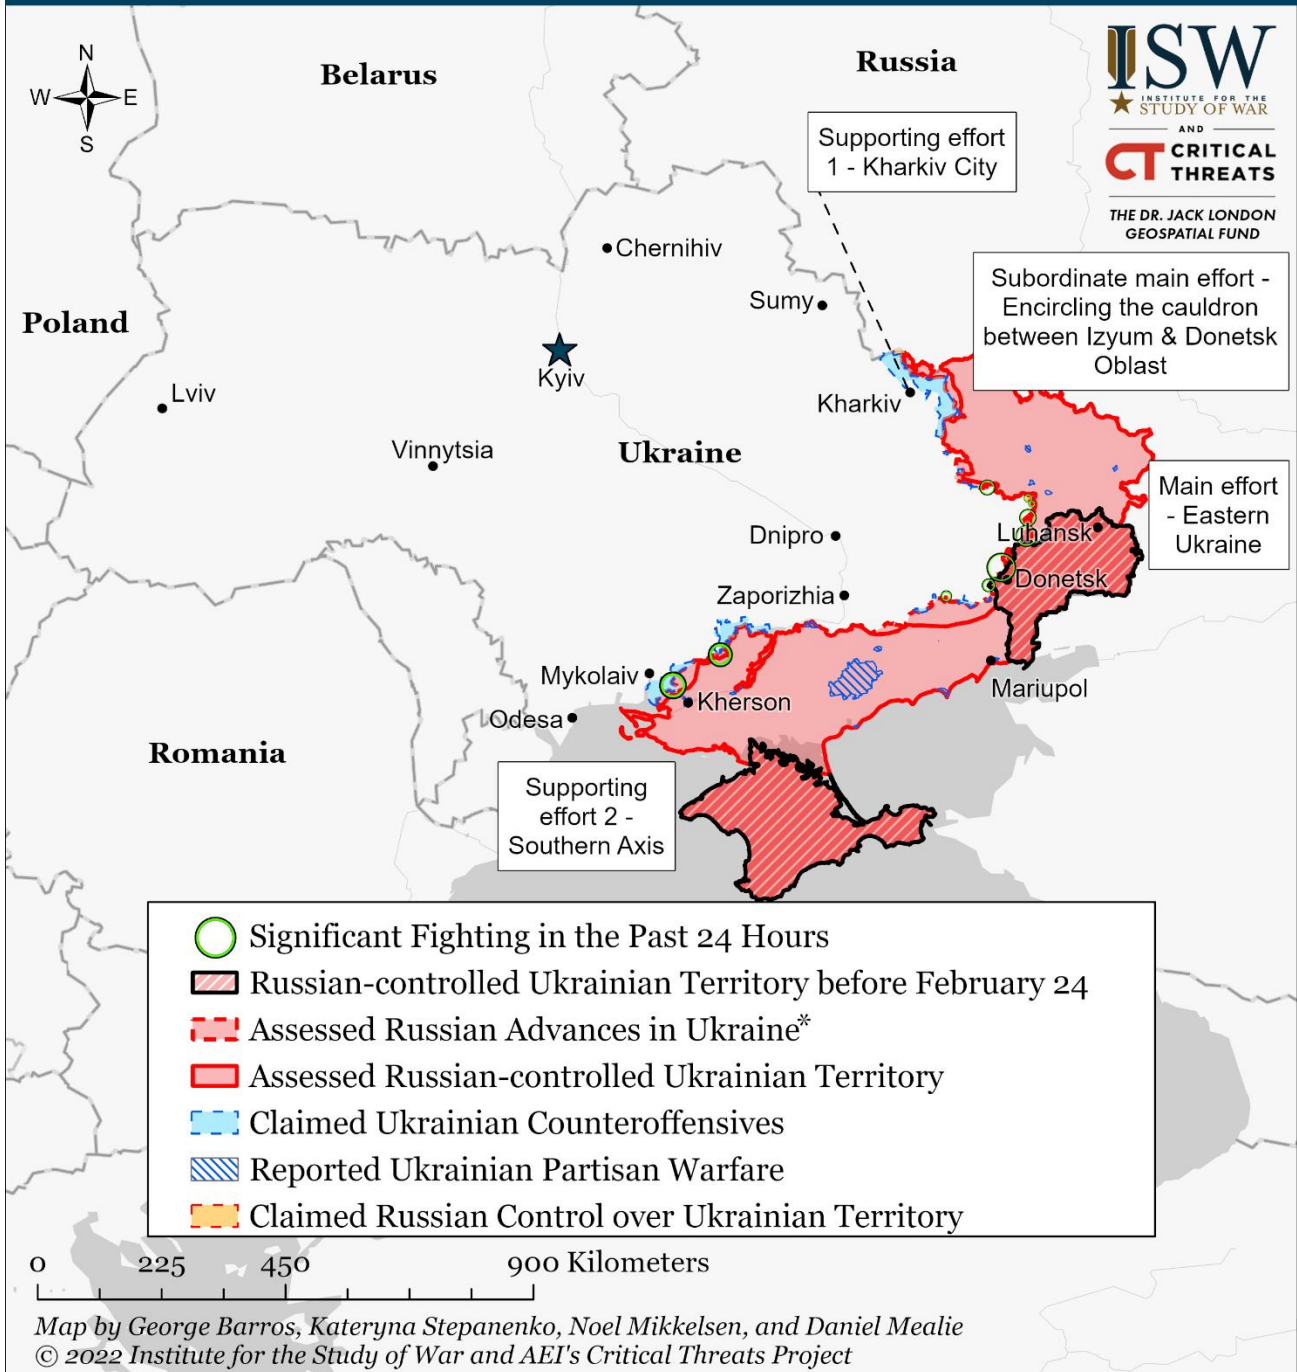 N
W
E
S
Belarus
Russia
ISW
INSTITUTE FOR THE
STUDY OF WAR
AND
CT CRITICAL
THREATS
THE DR. JACK LONDON
GEOSPATIAL FUND
Supporting effort
1 - Kharkiv City
Chernihiv
Sumy
Subordinate main effort -
Encircling the cauldron
between Izyum & Donetsk
Oblast
Poland
Kyiv
Lviv
Kharkiv
Vinnytsia
Ukraine
Main effort
- Eastern
Ukraine
Dnipro
Luhansk
Donetsk
Zaporizhia
Mykolaiv
Mariupol
Kherson
Odesa
Romania
Supporting
effort 2 -
Southern Axis
Significant Fighting in the Past 24 Hours
Russian-controlled Ukrainian Territory before February 24
Assessed Russian Advances in Ukraine*
Assessed Russian-controlled Ukrainian Territory
Claimed Ukrainian Counteroffensives
Reported Ukrainian Partisan Warfare
Claimed Russian Control over Ukrainian Territory
0 225 450 900 Kilometers
Map by George Barros, Kateryna Stepanenko, Noel Mikkelsen, and Daniel Mealie
© 2022 Institute for the Study of War and AEI's Critical Threats Project